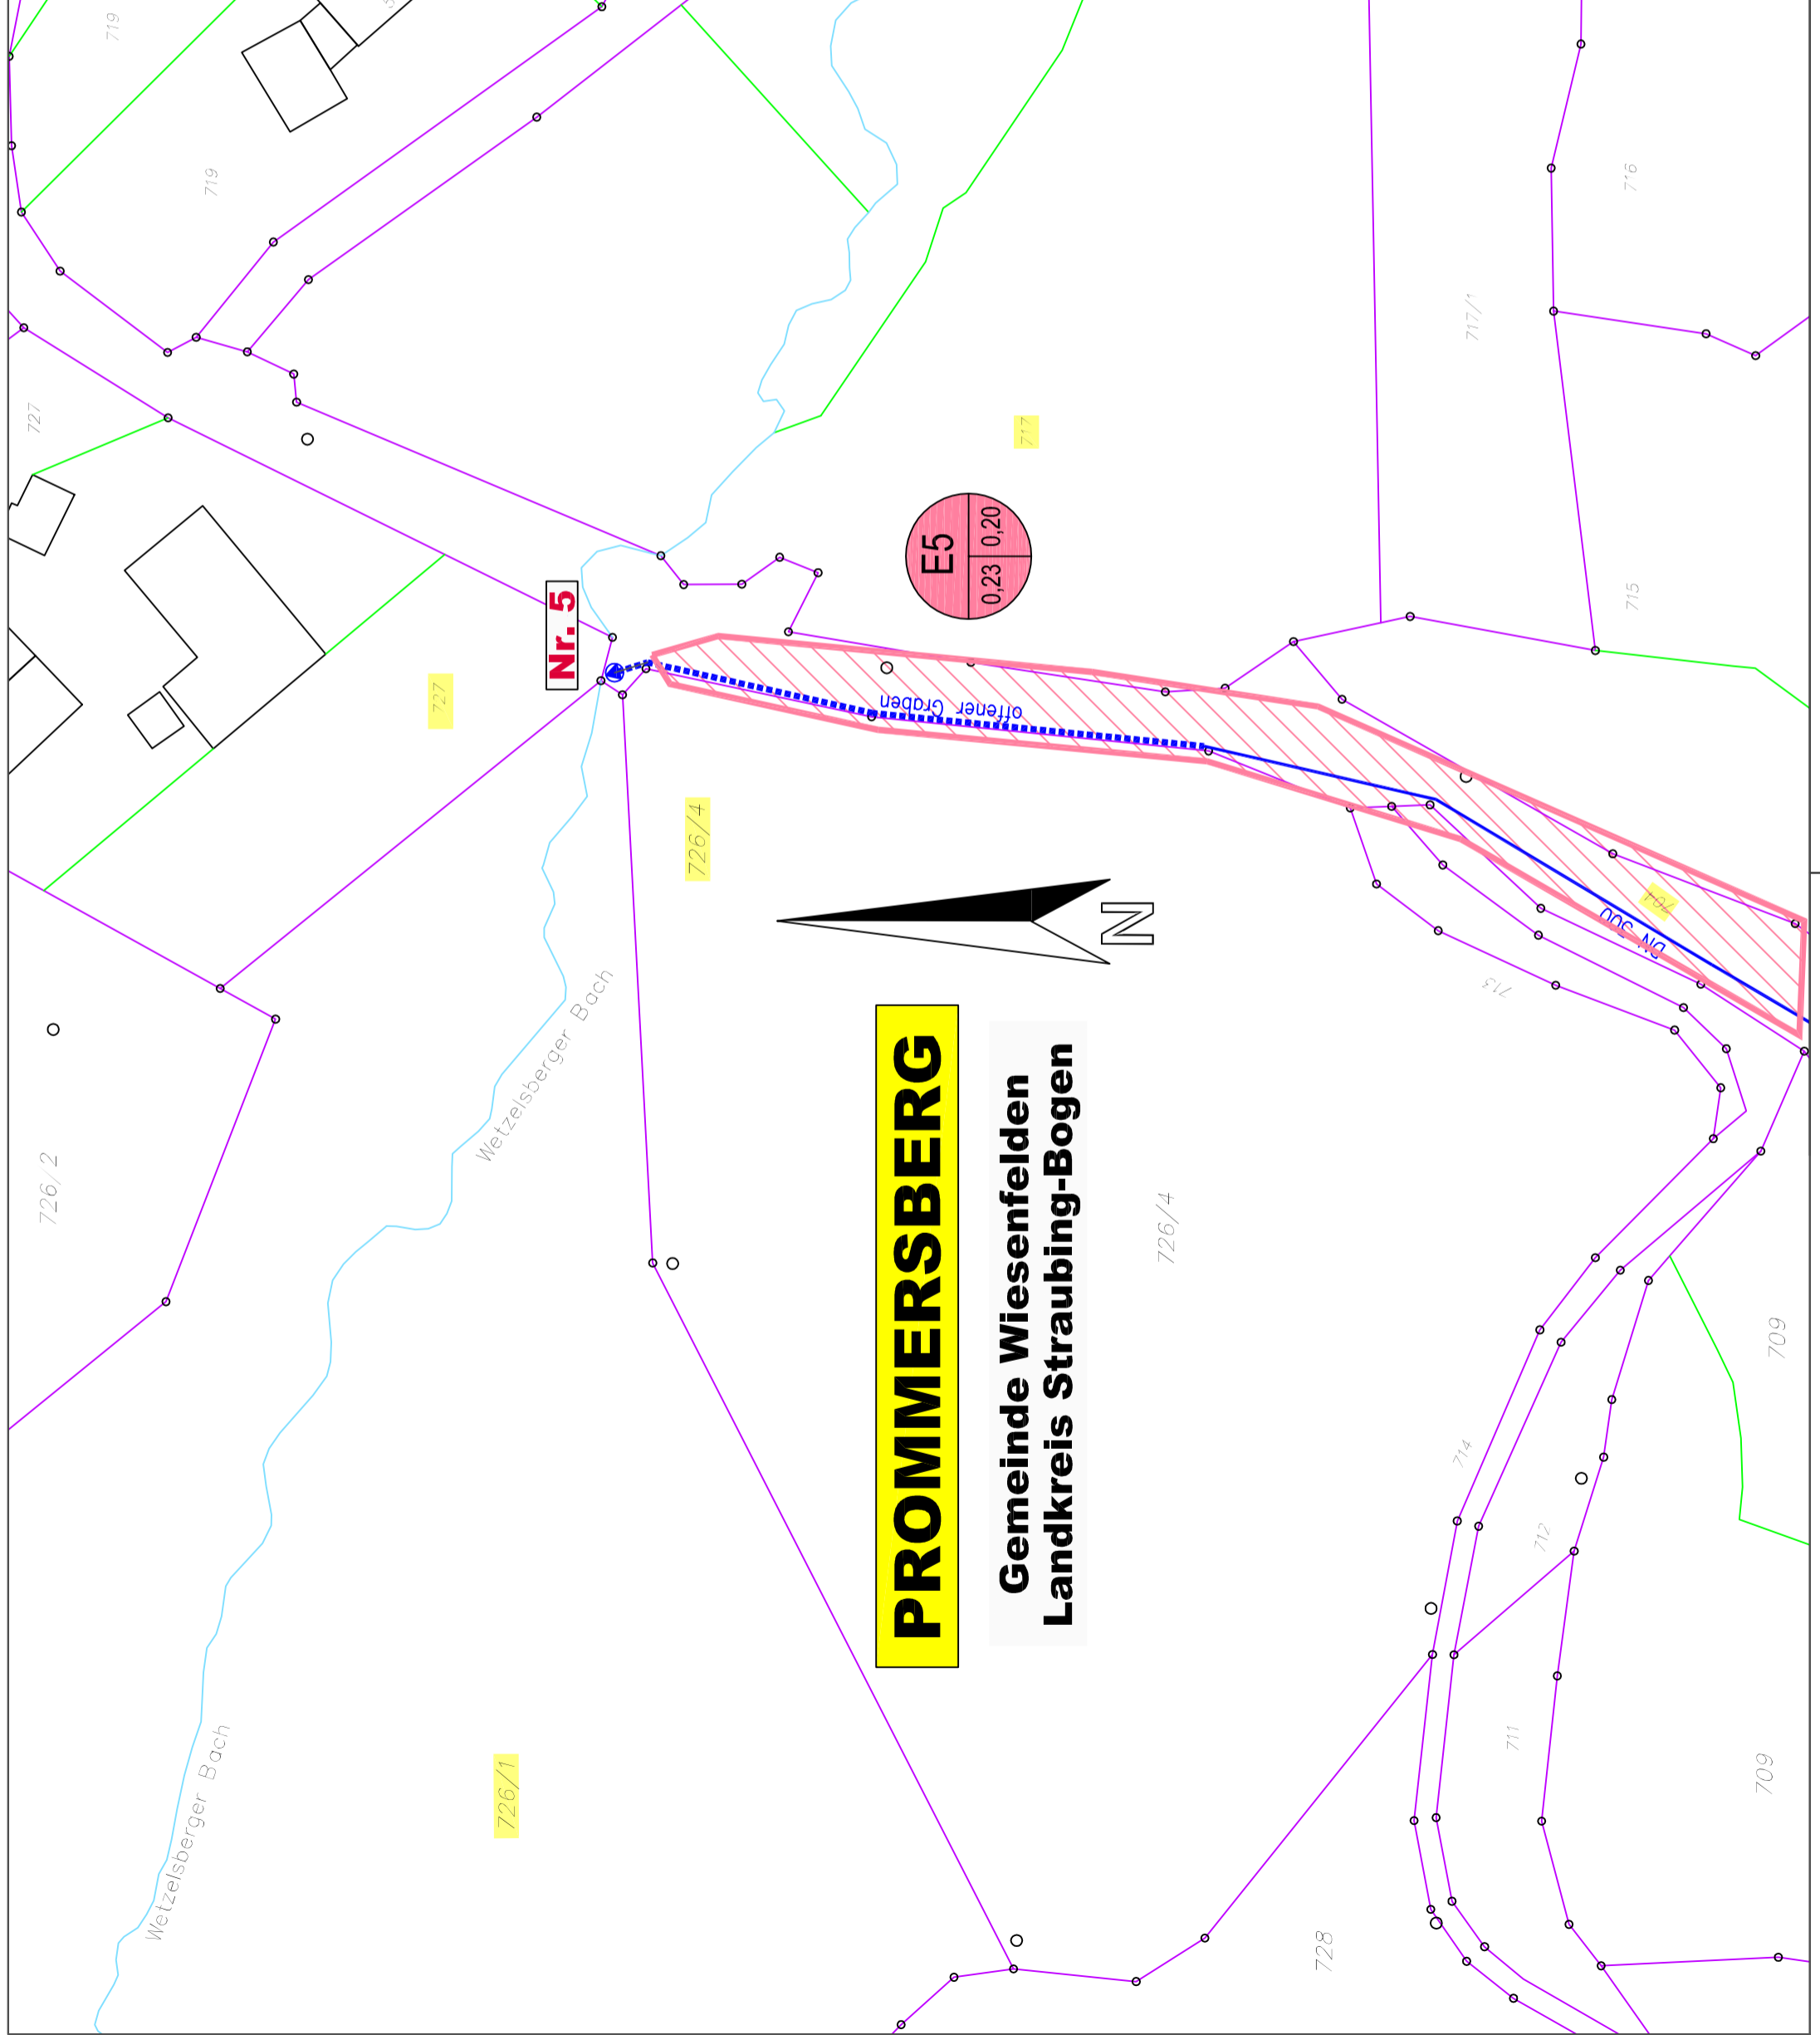 PROMMERSBERG
Gemeinde Wiesenfelden
Landkreis Straubing-Bogen
Nr. 5
E5
0,23
0,20
offener Graben
DN 300
N
Wetzelsberger Bach
Wetzelsberger Bach
719
719
727
727
726/4
726/2
726/1
726/4
717
717/1
716
715
704
713
714
712
711
709
709
728